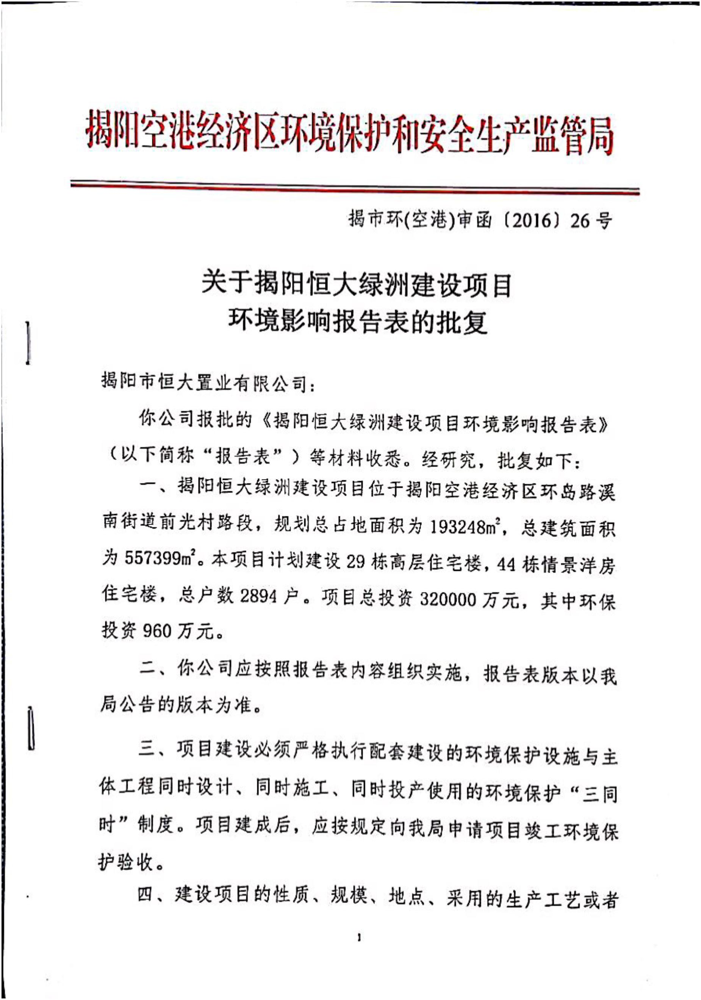 揭阳空港经济区环境保护和安全生产监管局
揭市环(空港)审函〔2016〕26号
关于揭阳恒大绿洲建设项目
环境影响报告表的批复
揭阳市恒大置业有限公司：
你公司报批的《揭阳恒大绿洲建设项目环境影响报告表》
（以下简称“报告表”）等材料收悉。经研究，批复如下：
一、揭阳恒大绿洲建设项目位于揭阳空港经济区环岛路溪
南街道前光村路段，规划总占地面积为193248㎡，总建筑面积
为557399㎡。本项目计划建设29栋高层住宅楼，44栋情景洋房
住宅楼，总户数2894户。项目总投资320000万元，其中环保
投资960万元。
二、你公司应按照报告表内容组织实施，报告表版本以我
局公告的版本为准。
三、项目建设必须严格执行配套建设的环境保护设施与主
体工程同时设计、同时施工、同时投产使用的环境保护“三同
时”制度。项目建成后，应按规定向我局申请项目竣工环境保
护验收。
四、建设项目的性质、规模、地点、采用的生产工艺或者
1